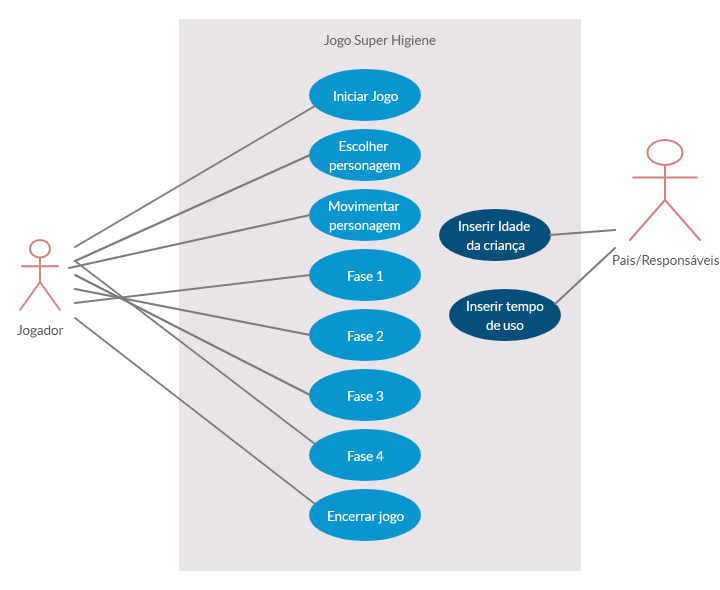 Jogo Super Higiene
Iniciar Jogo
Escolher
personagem
Movimentar
personagem
Fase 1
Fase 2
Fase 3
Fase 4
Encerrar jogo
Inserir Idade
da criança
Inserir tempo
de uso
Jogador
Pais/Responsáveis